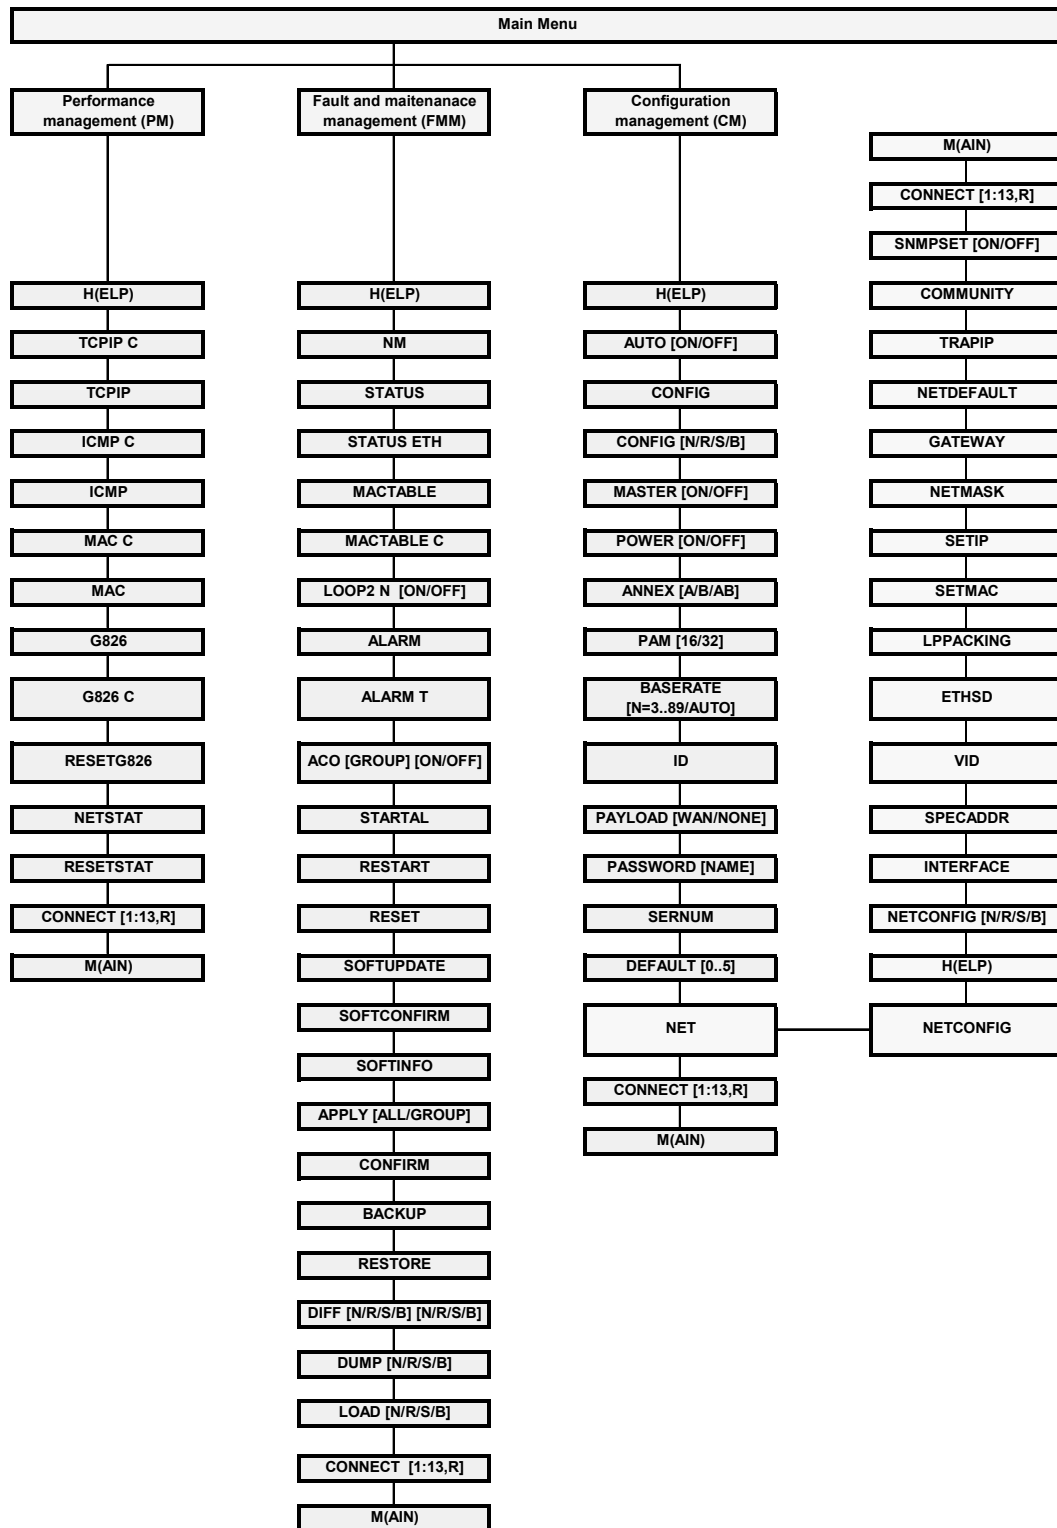 Main Menu
Performance
management (PM)
H(ELP)
TCPIP C
TCPIP
ICMP C
ICMP
MAC C
MAC
G826
G826 C
RESETG826
NETSTAT
RESETSTAT
CONNECT [1:13,R]
M(AIN)
Fault and maitenanace
management (FMM)
H(ELP)
NM
STATUS
STATUS ETH
MACTABLE
MACTABLE C
LOOP2 N [ON/OFF]
ALARM
ALARM T
ACO [GROUP] [ON/OFF]
STARTAL
RESTART
RESET
SOFTUPDATE
SOFTCONFIRM
SOFTINFO
APPLY [ALL/GROUP]
CONFIRM
BACKUP
RESTORE
DIFF [N/R/S/B] [N/R/S/B]
DUMP [N/R/S/B]
LOAD [N/R/S/B]
CONNECT [1:13,R]
M(AIN)
Configuration
management (CM)
H(ELP)
AUTO [ON/OFF]
CONFIG
CONFIG [N/R/S/B]
MASTER [ON/OFF]
POWER [ON/OFF]
ANNEX [A/B/AB]
PAM [16/32]
BASERATE
[N=3..89/AUTO]
ID
PAYLOAD [WAN/NONE]
PASSWORD [NAME]
SERNUM
DEFAULT [0..5]
NET
CONNECT [1:13,R]
M(AIN)
M(AIN)
CONNECT [1:13,R]
SNMPSET [ON/OFF]
COMMUNITY
TRAPIP
NETDEFAULT
GATEWAY
NETMASK
SETIP
SETMAC
LPPACKING
ETHSD
VID
SPECADDR
INTERFACE
NETCONFIG [N/R/S/B]
H(ELP)
NETCONFIG